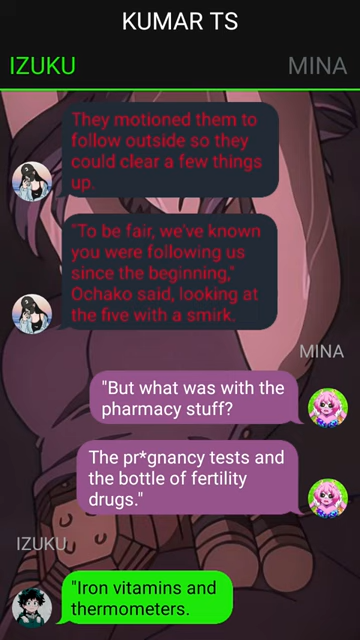 KUMAR TS
IZUKU
MINA
They motioned them to
follow outside so they
could clear a few things
up.
"To be fair, we've known
you were following us
since the beginning,"
Ochako said, looking at
the five with a smirk.
MINA
"But what was with the
pharmacy stuff?
The pr*gnancy tests and
the bottle of fertility
drugs."
IZUKU
"Iron vitamins and
thermometers.